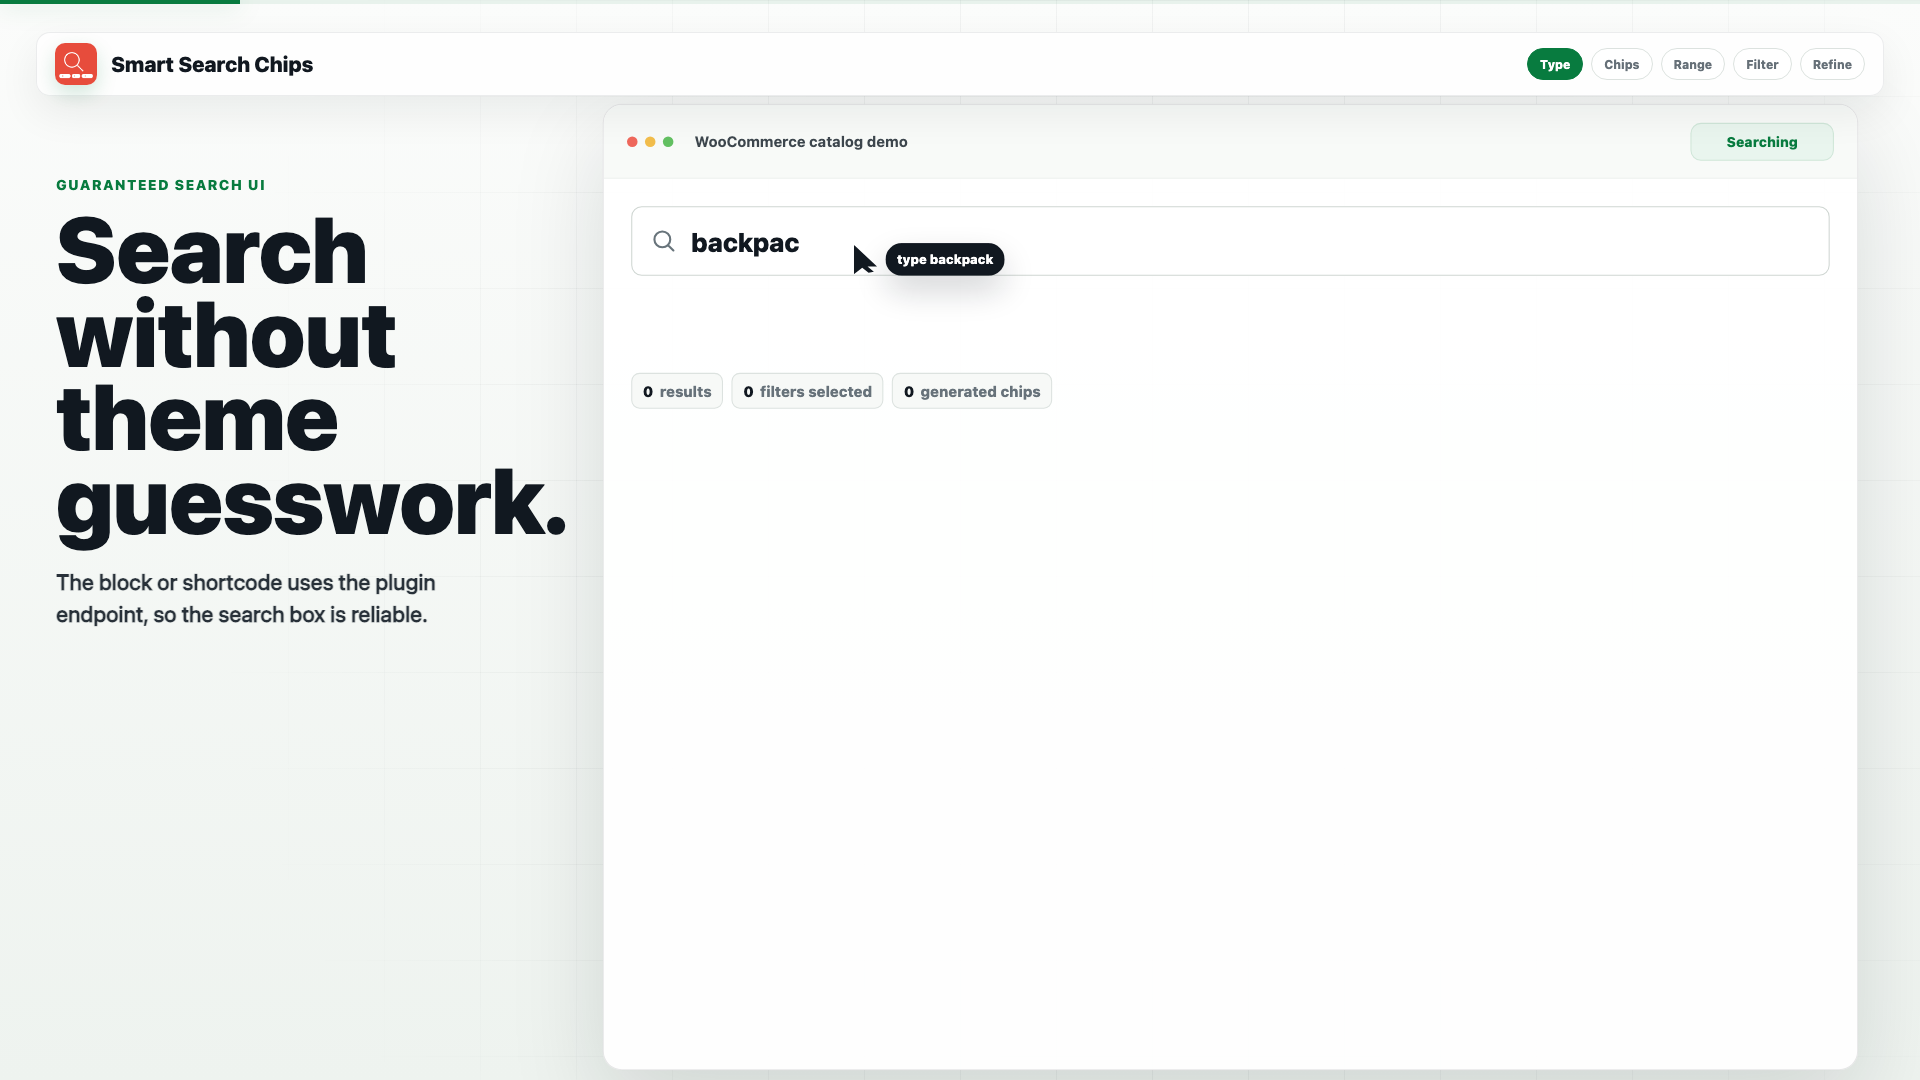 Smart Search Chips
Type
Chips
Range
Filter
Refine
GUARANTEED SEARCH UI
Search
without
theme
guesswork.
The block or shortcode uses the plugin
endpoint, so the search box is reliable.
WooCommerce catalog demo
Searching
backpac
type backpack
0 results
0 filters selected
0 generated chips